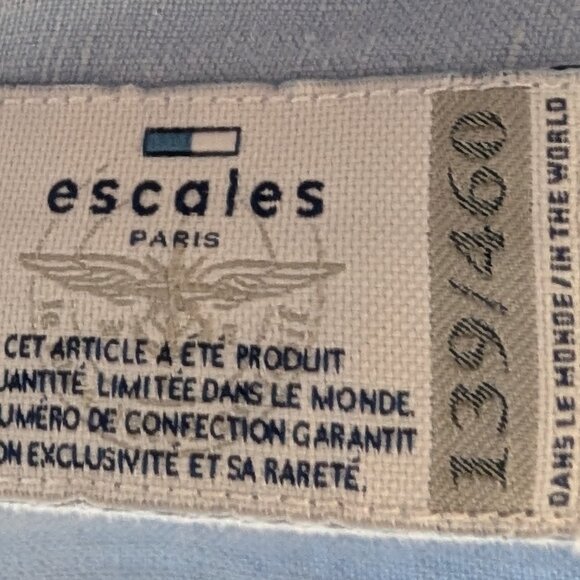 escales
PARIS
CET ARTICLE A ÉTÉ PRODUIT
UANTITÉ LIMITÉE DANS LE MONDE.
UMÉRO DE CONFECTION GARANTIT
ON EXCLUSIVITÉ ET SA RARETÉ.
139/460
DANS LE MONDE/IN THE WORLD